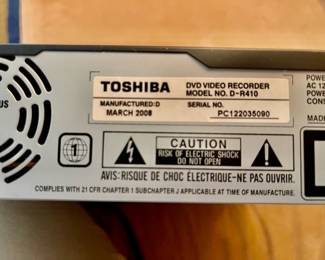 US
TOSHIBA
DVD VIDEO RECORDER
MODEL NO. D-R410
MANUFACTURED:D
MARCH 2008
SERIAL NO.
PC122035090
POWE
AC 12
CONS
MADE
1
CAUTION
RISK OF ELECTRIC SHOCK
DO NOT OPEN
AVIS: RISQUE DE CHOC ÉLECTRIQUE-NE PAS OUVRIR
COMPLIES WITH 21 CFR CHAPTER 1 SUBCHAPTER J APPLICABLE AT TIME OF MANUFACTURE.